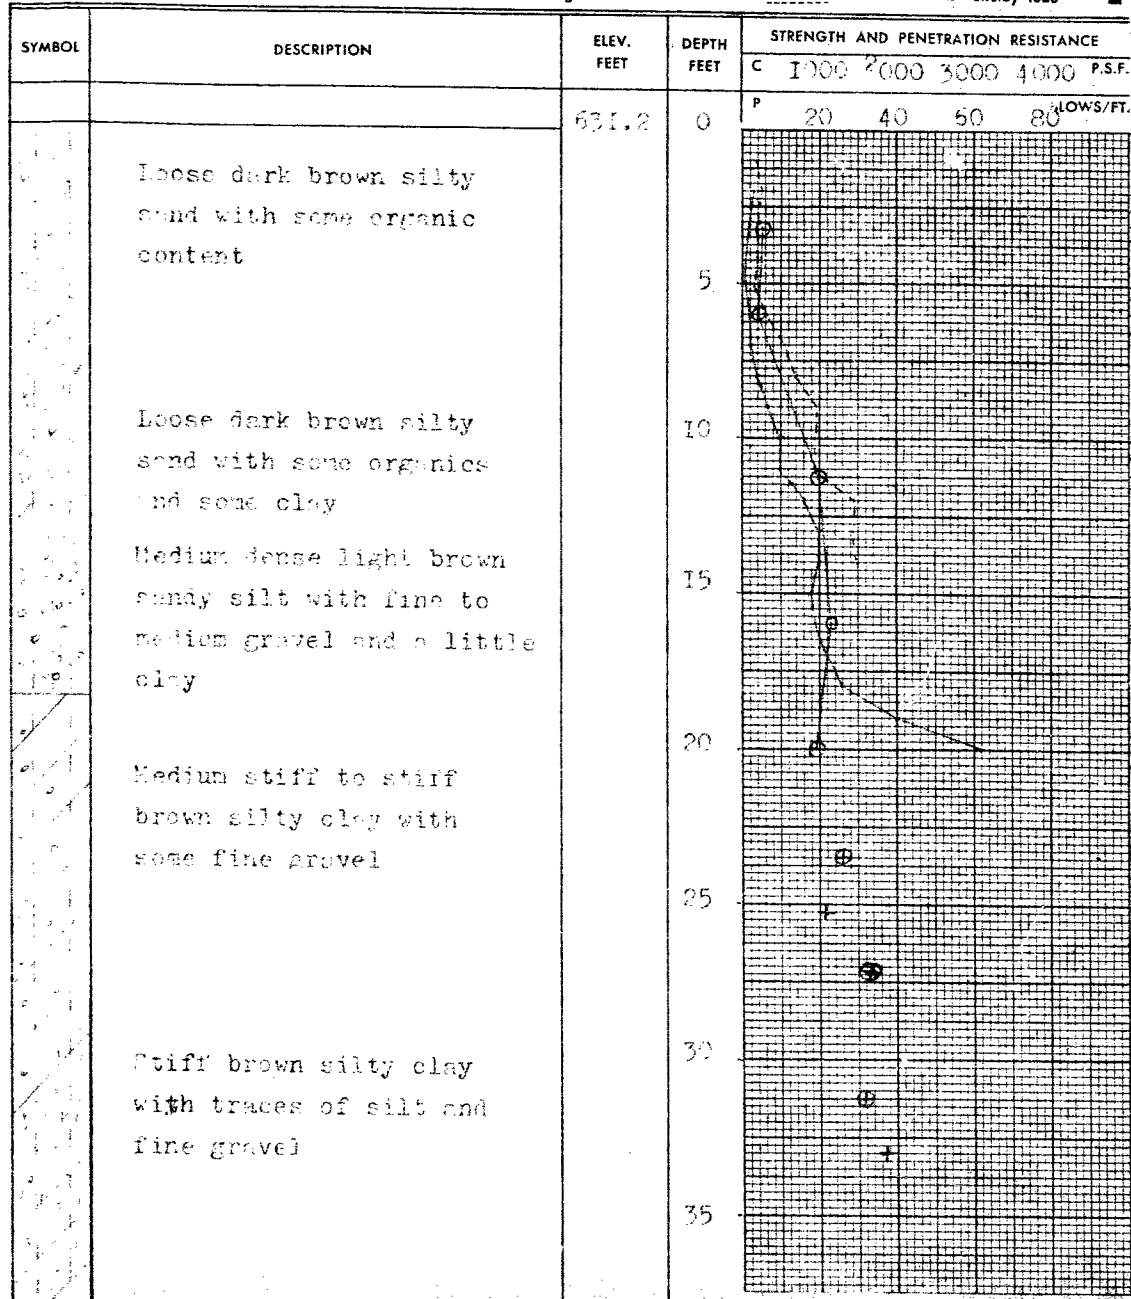 SYMBOL
DESCRIPTION
ELEV. FEET
DEPTH FEET
STRENGTH AND PENETRATION RESISTANCE
C 1000 2000 3000 4000 P.S.F.
P 20 40 60 80 LOWS/FT.
631.2 0
Loose dark brown silty
sand with some organic
content
5
Loose dark brown silty
sand with some organics
and some clay
10
Medium dense light brown
sandy silt with fine to
medium gravel and a little
clay
15
20
Medium stiff to stiff
brown silty clay with
some fine gravel
25
30
Stiff brown silty clay
with traces of silt and
fine gravel
35